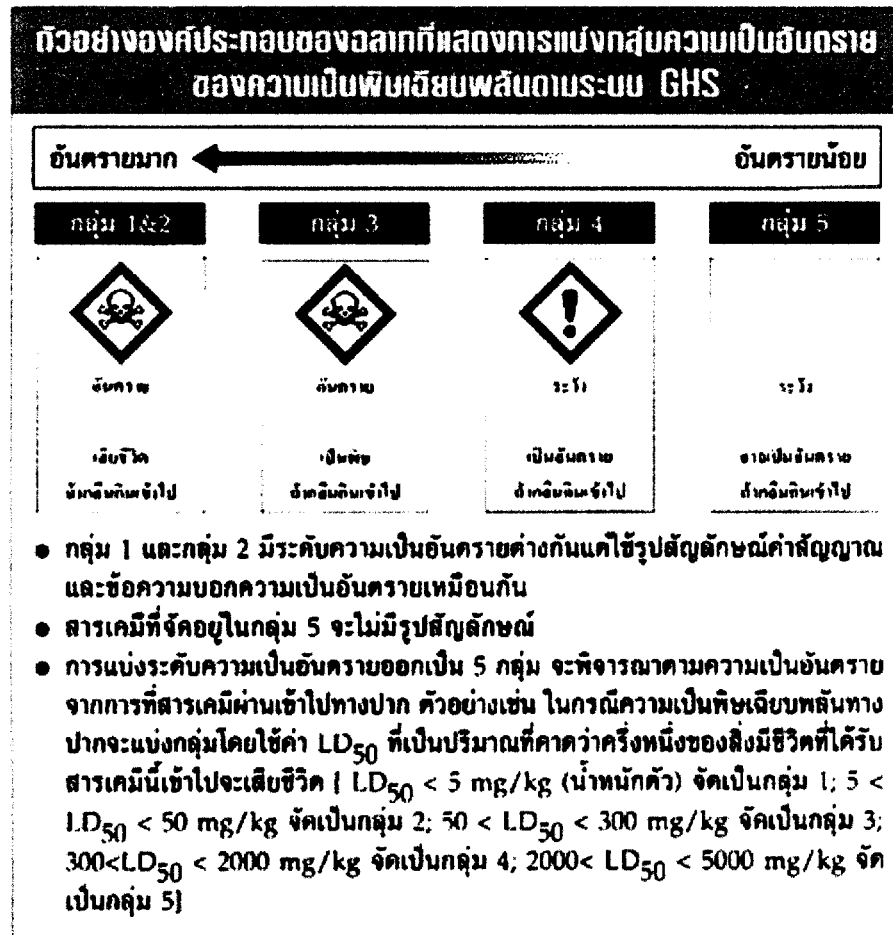 ตัวอย่างองค์ประกอบของฉลากที่แสดงการแบ่งกลุ่มความเป็นอันตราย
ของความเป็นพิษเฉียบพลันตามระบบ GHS
อันตรายมาก อันตรายน้อย
กลุ่ม 1&2 กลุ่ม 3 กลุ่ม 4 กลุ่ม 5
อันตราย อันตราย ระวัง ระวัง
เสียชีวิต เป็นพิษ เป็นอันตราย อาจเป็นอันตราย
ถ้ากลืนกินเข้าไป ถ้ากลืนกินเข้าไป ถ้ากลืนกินเข้าไป ถ้ากลืนกินเข้าไป
● กลุ่ม 1 และกลุ่ม 2 มีระดับความเป็นอันตรายต่างกันแต่ใช้รูปสัญลักษณ์คำสัญญาณ
และข้อความบอกความเป็นอันตรายเหมือนกัน
● สารเคมีที่จัดอยู่ในกลุ่ม 5 จะไม่มีรูปสัญลักษณ์
● การแบ่งระดับความเป็นอันตรายออกเป็น 5 กลุ่ม จะพิจารณาตามความเป็นอันตราย
จากการที่สารเคมีผ่านเข้าไปทางปาก ตัวอย่างเช่น ในกรณีความเป็นพิษเฉียบพลันทาง
ปากจะแบ่งกลุ่มโดยใช้ค่า LD50 ที่เป็นปริมาณที่คาดว่าครึ่งหนึ่งของสิ่งมีชีวิตที่ได้รับ
สารเคมีนี้เข้าไปจะเสียชีวิต [ LD50 < 5 mg/kg (น้ำหนักตัว) จัดเป็นกลุ่ม 1; 5 <
LD50 < 50 mg/kg จัดเป็นกลุ่ม 2; 50 < LD50 < 300 mg/kg จัดเป็นกลุ่ม 3;
300<LD50 < 2000 mg/kg จัดเป็นกลุ่ม 4; 2000< LD50 < 5000 mg/kg จัด
เป็นกลุ่ม 5]